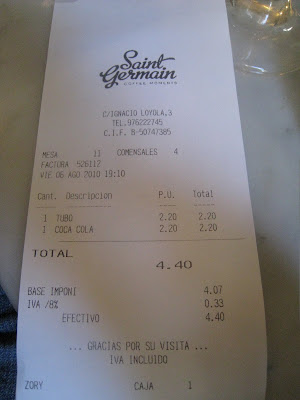 Saint
Germain
COFFEE MOMENTS
C/IGNACIO LOYOLA,3
TEL.976222745
C.I.F. B-50747385
MESA 11 COMENSALES 4
FACTURA 526117
VIE 06 AGO 2010 19:10
Cant. Descripcion P.U. Total
1 TUBO 2.20 2.20
1 COCA COLA 2.20 2.20
TOTAL
4.40
BASE IMPONI 4.07
IVA /8% 0.33
EFECTIVO 4.40
... GRACIAS POR SU VISITA ...
IVA INCLUIDO
ZORY CAJA 1